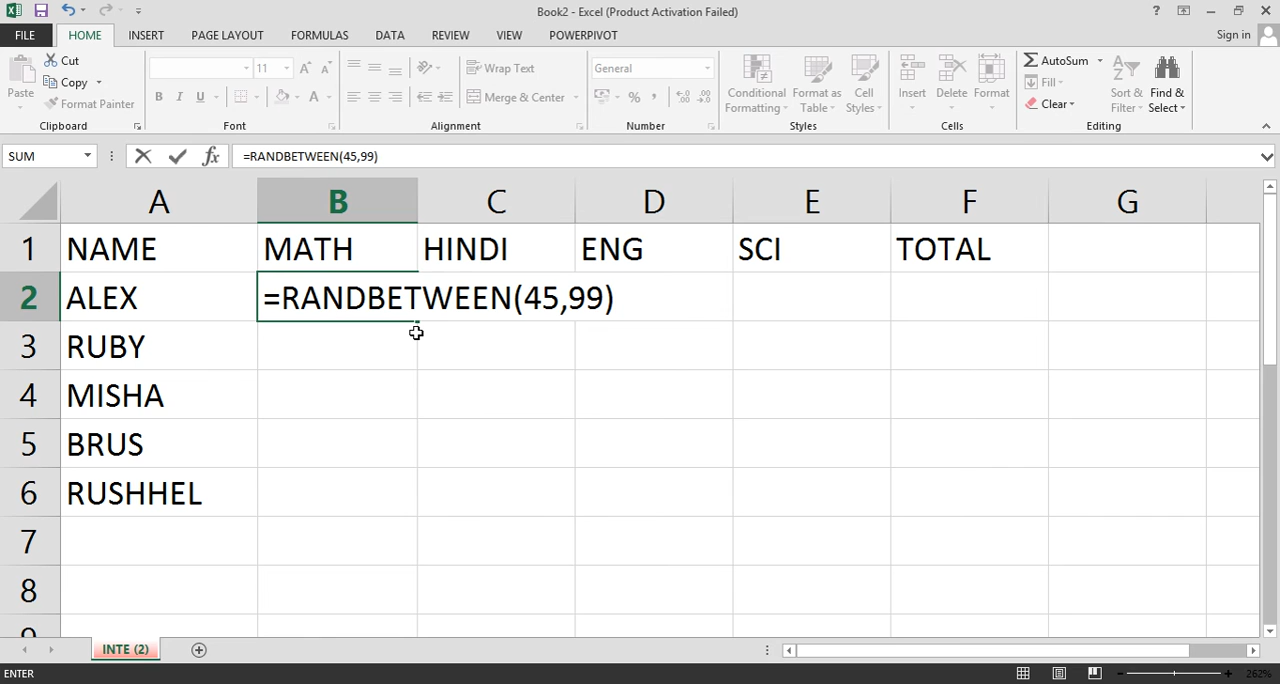 Book2 - Excel (Product Activation Failed)
?
FILE HOME INSERT PAGE LAYOUT FORMULAS DATA REVIEW VIEW POWERPIVOT Sign in
Paste Cut Copy Format Painter Clipboard
11 A A B I U A Font
Wrap Text Merge & Center Alignment
General % , Number
Conditional Formatting Format as Table Cell Styles Styles
Insert Delete Format Cells
AutoSum Fill Clear Sort & Filter Find & Select Editing
SUM fx =RANDBETWEEN(45,99)
A B C D E F G
1 NAME MATH HINDI ENG SCI TOTAL
2 ALEX =RANDBETWEEN(45,99)
3 RUBY
4 MISHA
5 BRUS
6 RUSHHEL
7
8
9
INTE (2)
ENTER 262%